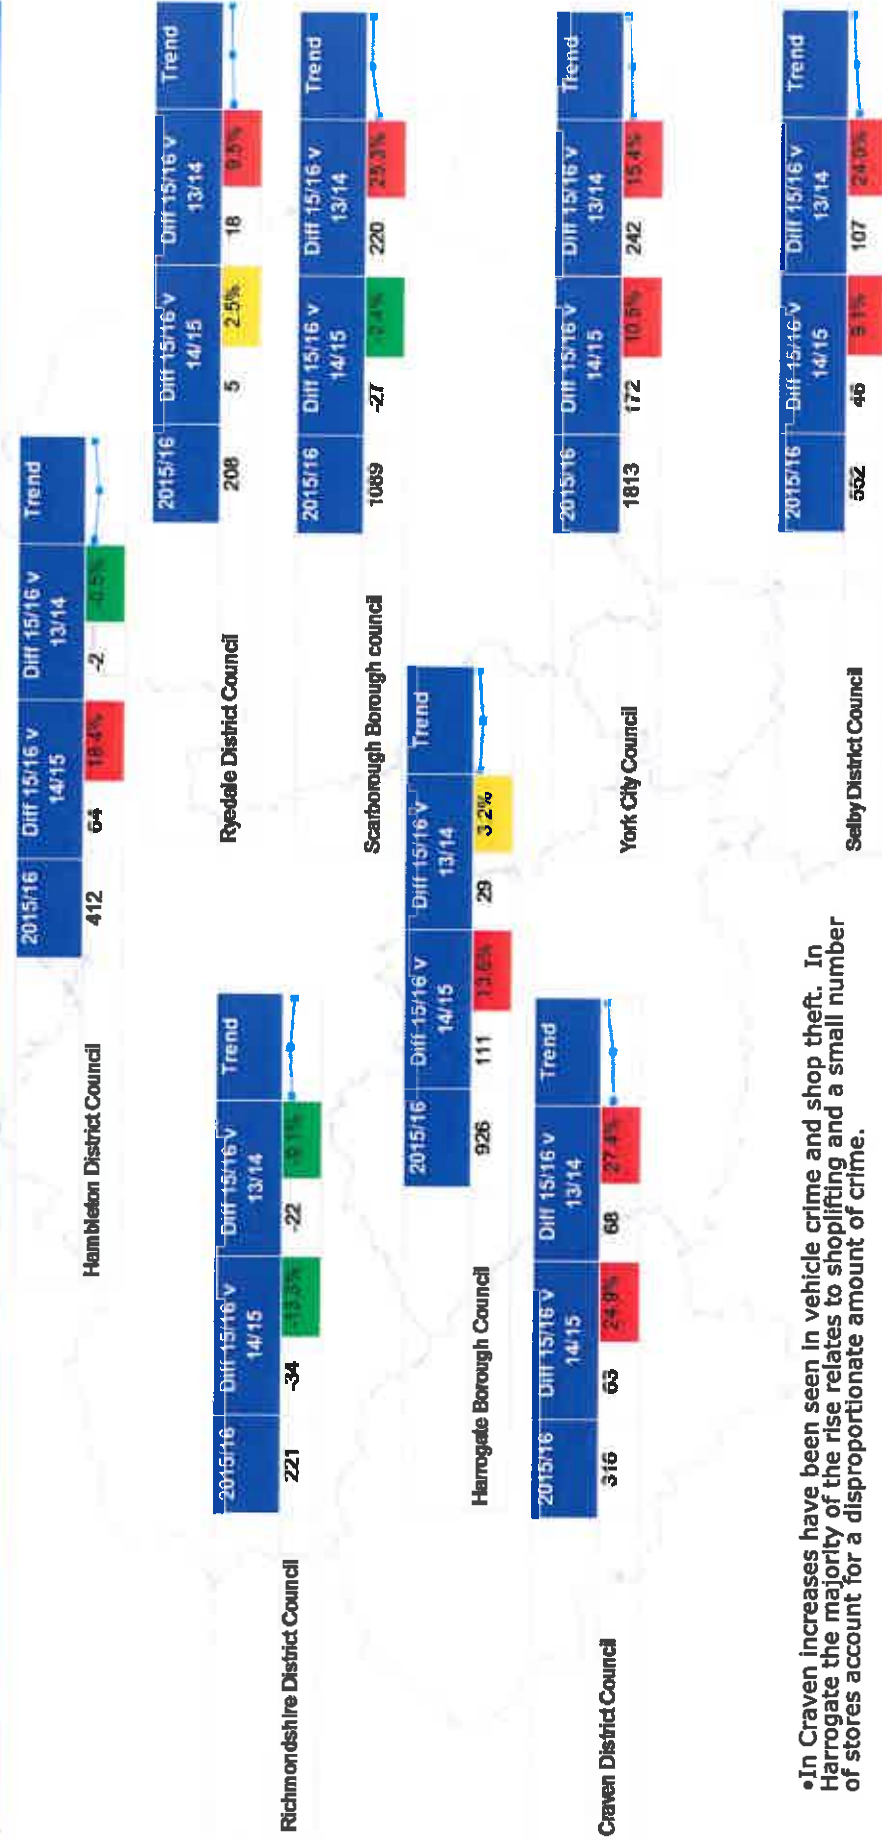 2015/16 Diff 15/16 v 14/15 Diff 15/16 v 13/14 Trend
Hambleton District Council 412 64 18.4% -2 -0.5%
2015/16 Diff 15/16 v 14/15 Diff 15/16 v 13/14 Trend
Ryedale District Council 208 5 2.5% 18 9.5%
2015/16 Diff 15/16 v 14/15 Diff 15/16 v 13/14 Trend
Richmondshire District Council 221 -34 -13.3% -22 -9.1%
2015/16 Diff 15/16 v 14/15 Diff 15/16 v 13/14 Trend
Scarborough Borough council 1089 -27 -2.4% 220 25.3%
2015/16 Diff 15/16 v 14/15 Diff 15/16 v 13/14 Trend
Harrogate Borough Council 926 111 13.6% 29 3.2%
2015/16 Diff 15/16 v 14/15 Diff 15/16 v 13/14 Trend
Craven District Council 316 63 24.9% 68 27.4%
2015/16 Diff 15/16 v 14/15 Diff 15/16 v 13/14 Trend
York City Council 1813 172 10.5% 242 15.4%
2015/16 Diff 15/16 v 14/15 Diff 15/16 v 13/14 Trend
Selby District Council 552 46 9.1% 107 24.0%
•In Craven increases have been seen in vehicle crime and shop theft. In
Harrogate the majority of the rise relates to shoplifting and a small number
of stores account for a disproportionate amount of crime.